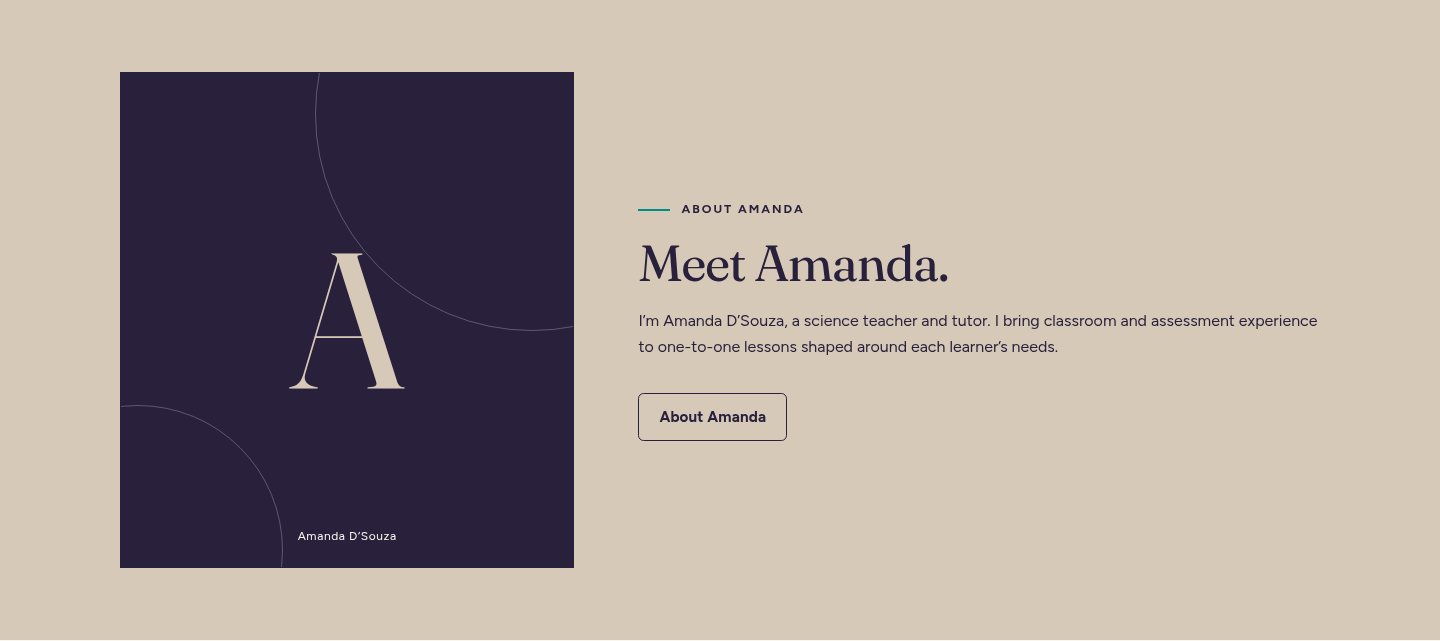 A
Amanda D’Souza
ABOUT AMANDA
Meet Amanda.
I’m Amanda D’Souza, a science teacher and tutor. I bring classroom and assessment experience
to one-to-one lessons shaped around each learner’s needs.
About Amanda